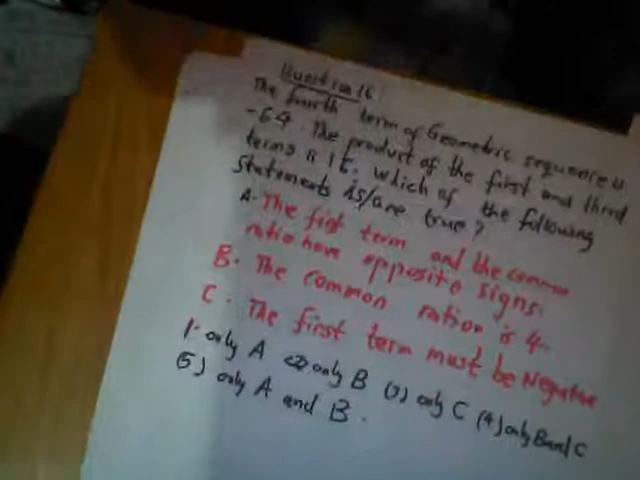 Question 16
The fourth term of Geometric sequence is
-64. The product of the first and third
terms is 16. Which of the following
statements is/are true?
A. The first term and the common
ratio have opposite signs.
B. The common ration is 4.
C. The first term must be Negative
1. only A (2) only B (3) only C (4) only B and C
(5) only A and B.